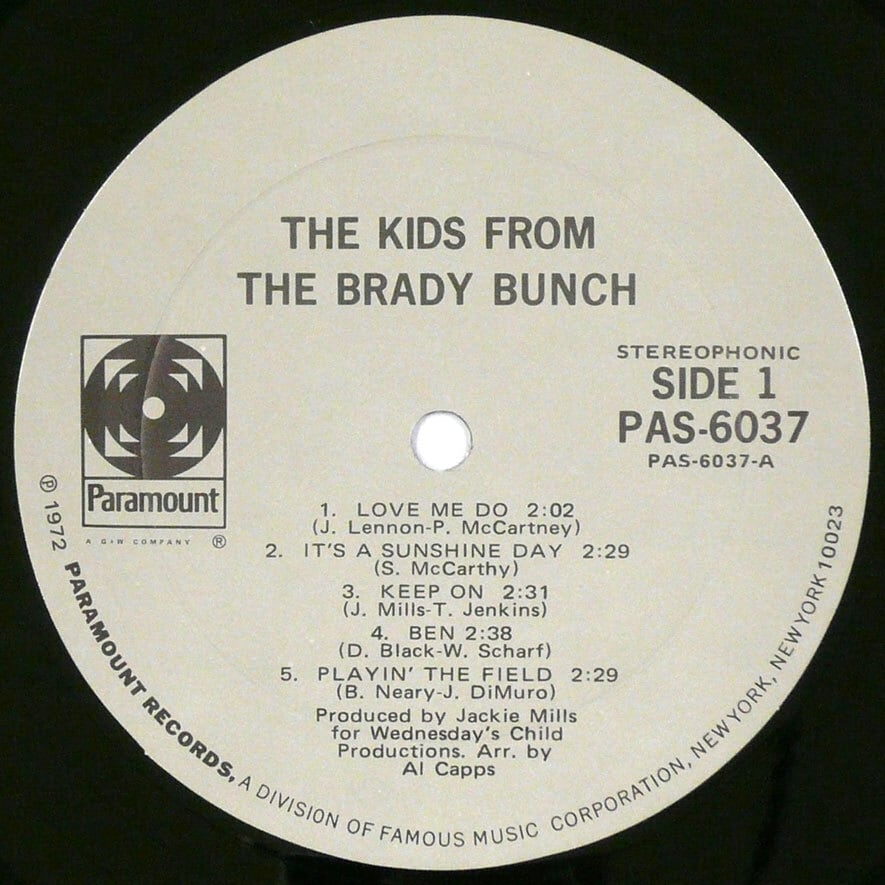 THE KIDS FROM
THE BRADY BUNCH
STEREOPHONIC
SIDE 1
PAS-6037
PAS-6037-A
Paramount
A G+W COMPANY ®
1. LOVE ME DO 2:02
(J. Lennon-P. McCartney)
2. IT'S A SUNSHINE DAY 2:29
(S. McCarthy)
3. KEEP ON 2:31
(J. Mills-T. Jenkins)
4. BEN 2:38
(D. Black-W. Scharf)
5. PLAYIN' THE FIELD 2:29
(B. Neary-J. DiMuro)
Produced by Jackie Mills
for Wednesday's Child
Productions. Arr. by
Al Capps
℗ 1972 PARAMOUNT RECORDS, A DIVISION OF FAMOUS MUSIC CORPORATION, NEW YORK, NEW YORK 10023